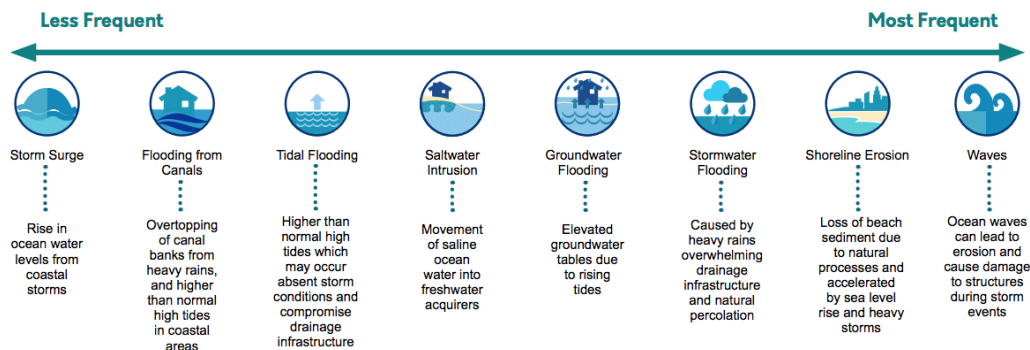 Less Frequent
Most Frequent
Storm Surge
Flooding from
Canals
Tidal Flooding
Saltwater
Intrusion
Groundwater
Flooding
Stormwater
Flooding
Shoreline Erosion
Waves
Rise in
ocean water
levels from
coastal
storms
Overtopping
of canal
banks from
heavy rains,
and higher
than normal
high tides
in coastal
areas
Higher than
normal high
tides which
may occur
absent storm
conditions and
compromise
drainage
infrastructure
Movement
of saline
ocean
water into
freshwater
acquirers
Elevated
groundwater
tables due
to rising
tides
Caused by
heavy rains
overwhelming
drainage
infrastructure
and natural
percolation
Loss of beach
sediment due
to natural
processes and
accelerated
by sea level
rise and heavy
storms
Ocean waves
can lead to
erosion and
cause damage
to structures
during storm
events